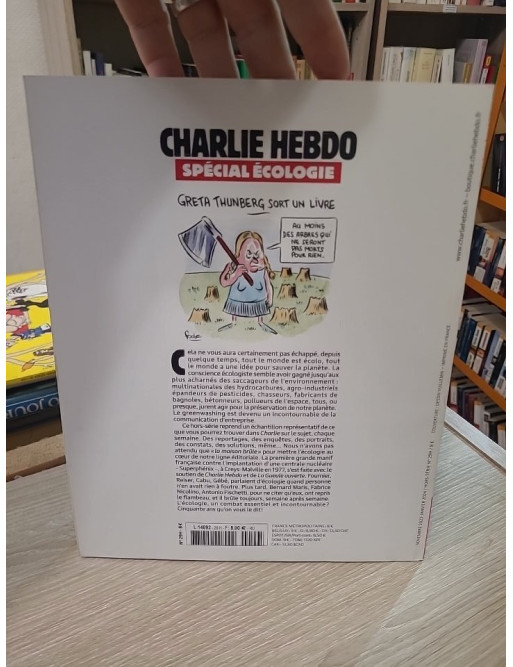 CHARLIE HEBDO
SPÉCIAL ÉCOLOGIE
GRETA THUNBERG SORT UN LIVRE
AU MOINS
DES ARBRES QUI
NE SERONT
PAS MORTS
POUR RIEN.
Cela ne vous aura certainement pas échappé, depuis
quelque temps, tout le monde est écolo, tout
le monde a une idée pour sauver la planète. La
conscience écologiste semble avoir gagné jusqu'aux
plus acharnés des saccageurs de l'environnement :
multinationales des hydrocarbures, agro-industriels
épandeurs de pesticides, chasseurs, fabricants de
bagnoles, bétonneurs, pollueurs de l'espace, tous, ou
presque, jurent agir pour la préservation de notre planète.
Le greenwashing est devenu un incontournable de la
communication d'entreprise.
Ce hors-série reprend un échantillon représentatif de ce
que vous pourrez trouver dans Charlie sur le sujet, chaque
semaine. Des reportages, des enquêtes, des portraits,
des constats, des solutions, même... Nous n'avons pas
attendu que « la maison brûle » pour mettre l'écologie au
cœur de notre ligne éditoriale. La première grande manif
française contre l'implantation d'une centrale nucléaire
- Superphénix -, à Creys-Malville en 1977, s'est faite avec le
soutien de Charlie Hebdo et de La Gueule ouverte. Fournier,
Reiser, Cabu, Gébé, parlaient d'écologie quand personne
n'en avait rien à foutre. Plus tard, Bernard Maris, Fabrice
Nicolino, Antonio Fischetti, pour ne citer qu'eux, ont repris
le flambeau, et il brûle toujours, semaine après semaine.
L'écologie, un combat essentiel et incontournable ?
Cinquante ans qu'on vous le dit !
FRANCE MÉTROPOLITAINE
www.charliehebdo.fr – boutique.charliehebdo.fr